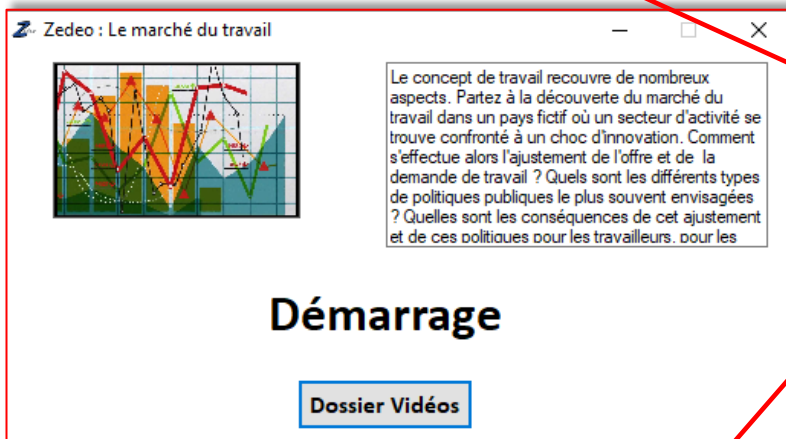 Zedeo : Le marché du travail
Le concept de travail recouvre de nombreux
aspects. Partez à la découverte du marché du
travail dans un pays fictif où un secteur d'activité se
trouve confronté à un choc d'innovation. Comment
s'effectue alors l'ajustement de l'offre et de la
demande de travail ? Quels sont les différents types
de politiques publiques le plus souvent envisagées
? Quelles sont les conséquences de cet ajustement
et de ces politiques pour les travailleurs, pour les
Démarrage
Dossier Vidéos